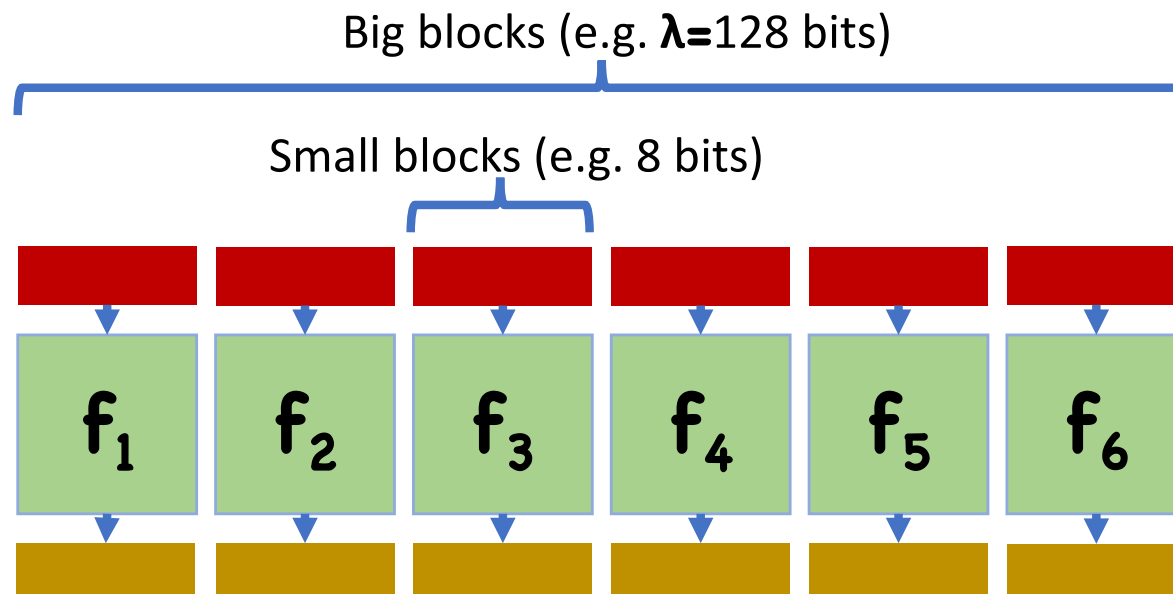 Big blocks (e.g. λ=128 bits)
Small blocks (e.g. 8 bits)
f₁ f₂ f₃ f₄ f₅ f₆